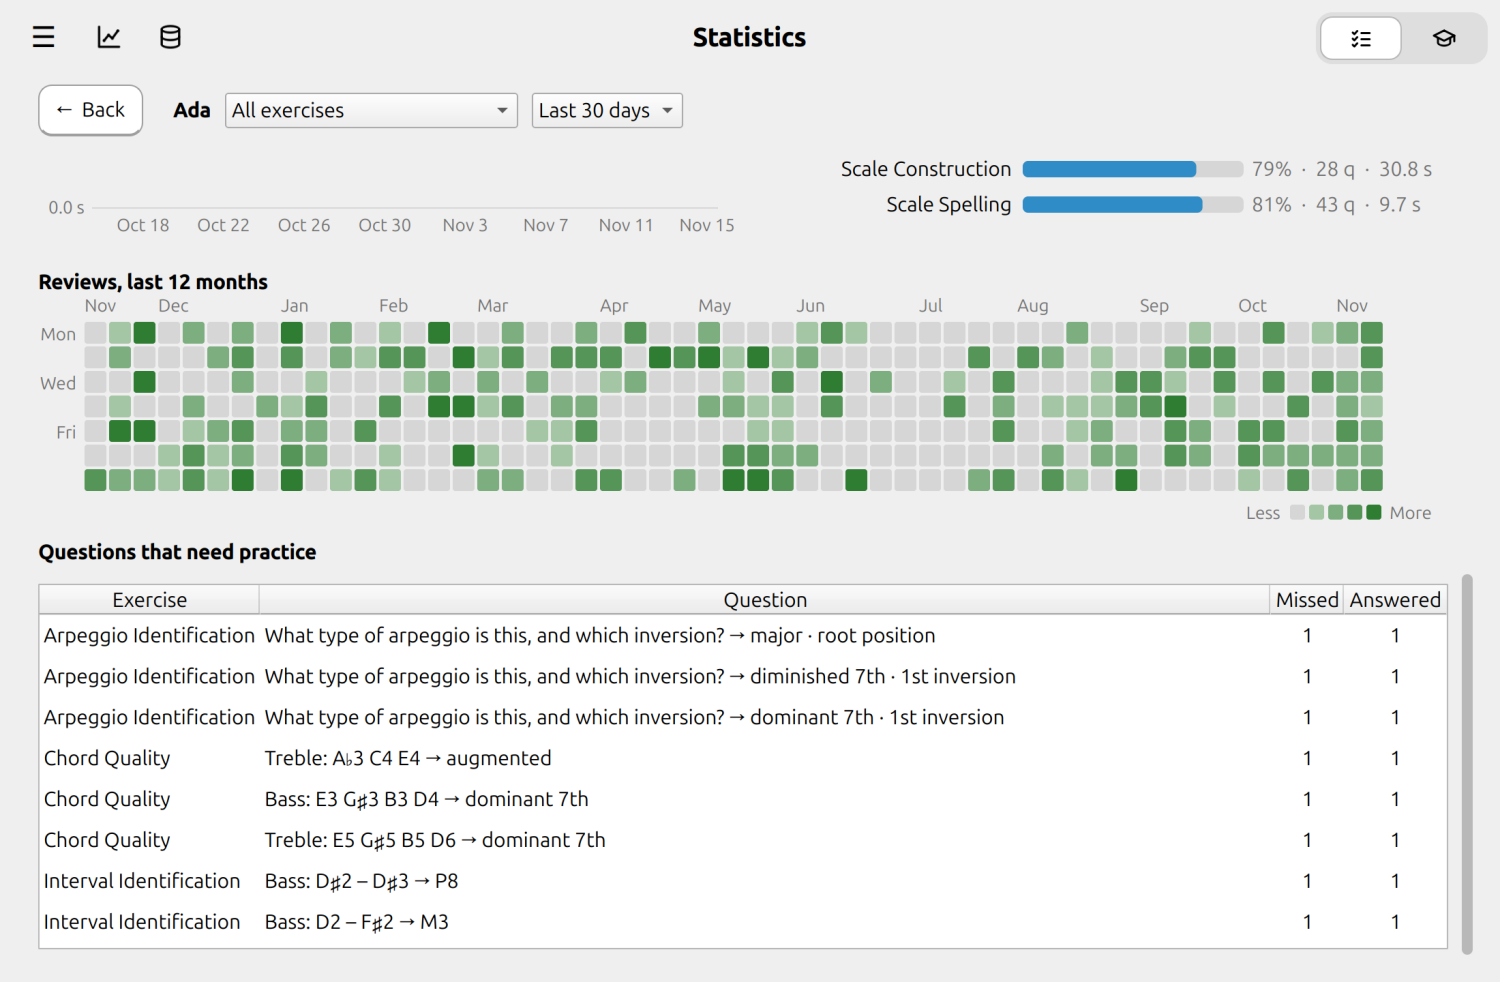 Statistics
← Back
Ada
All exercises
Last 30 days
Scale Construction 79% · 28 q · 30.8 s
Scale Spelling 81% · 43 q · 9.7 s
0.0 s
Oct 18 Oct 22 Oct 26 Oct 30 Nov 3 Nov 7 Nov 11 Nov 15
Reviews, last 12 months
Nov Dec Jan Feb Mar Apr May Jun Jul Aug Sep Oct Nov
Mon
Wed
Fri
Less More
Questions that need practice
Exercise Question Missed Answered
Arpeggio Identification What type of arpeggio is this, and which inversion? → major · root position 1 1
Arpeggio Identification What type of arpeggio is this, and which inversion? → diminished 7th · 1st inversion 1 1
Arpeggio Identification What type of arpeggio is this, and which inversion? → dominant 7th · 1st inversion 1 1
Chord Quality Treble: A♭3 C4 E4 → augmented 1 1
Chord Quality Bass: E3 G♯3 B3 D4 → dominant 7th 1 1
Chord Quality Treble: E5 G♯5 B5 D6 → dominant 7th 1 1
Interval Identification Bass: D♯2 – D♯3 → P8 1 1
Interval Identification Bass: D2 – F♯2 → M3 1 1